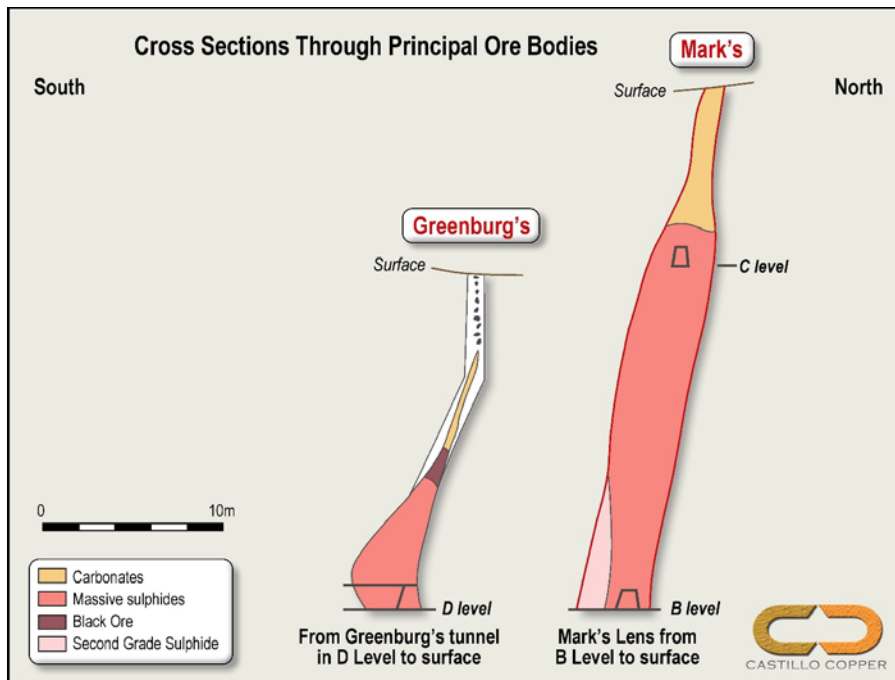 Cross Sections Through Principal Ore Bodies
Mark's
South
Surface
North
Greenburg's
Surface
C level
0 10m
Carbonates
Massive sulphides
Black Ore
Second Grade Sulphide
D level
B level
From Greenburg's tunnel
in D Level to surface
Mark's Lens from
B Level to surface
CASTILLO COPPER